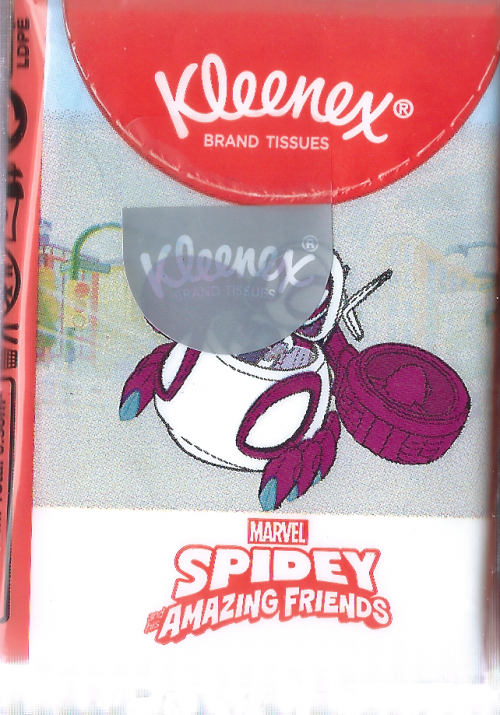 Kleenex®
BRAND TISSUES
Kleenex®
BRAND TISSUES
LDPE
MARVEL
SPIDEY
AMAZING FRIENDS